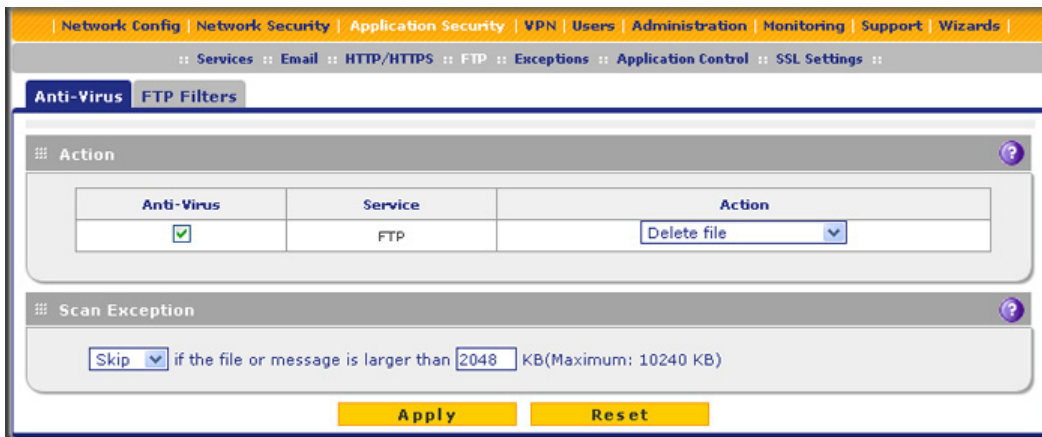 | Network Config | Network Security | Application Security | VPN | Users | Administration | Monitoring | Support | Wizards |
:: Services :: Email :: HTTP/HTTPS :: FTP :: Exceptions :: Application Control :: SSL Settings ::
Anti-Virus FTP Filters
Action ?
Anti-Virus Service Action
FTP Delete file
Scan Exception ?
Skip if the file or message is larger than 2048 KB(Maximum: 10240 KB)
Apply Reset